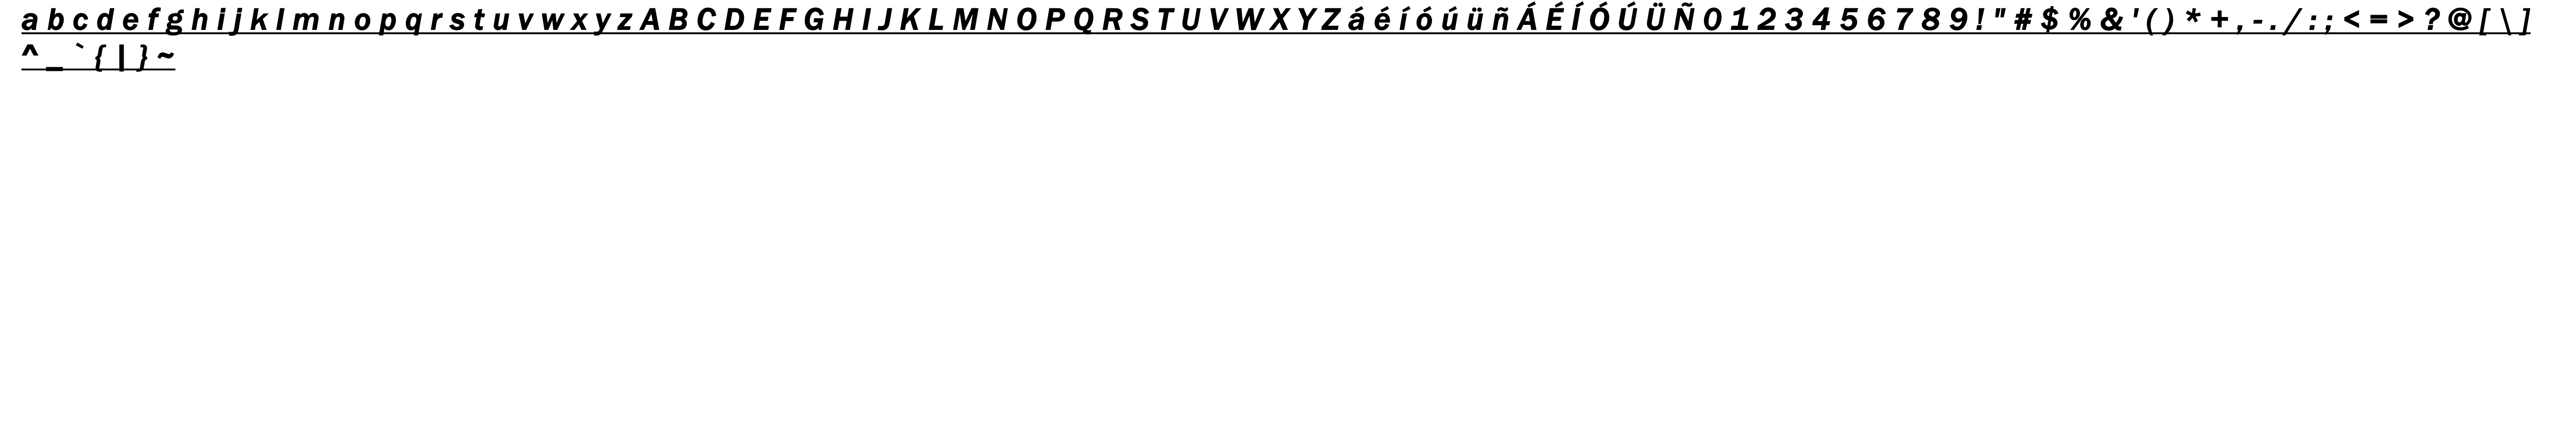 a b c d e f g h i j k l m n o p q r s t u v w x y z A B C D E F G H I J K L M N O P Q R S T U V W X Y Z á é í ó ú ü ñ Á É Í Ó Ú Ü Ñ 0 1 2 3 4 5 6 7 8 9 ! " # $ % & ' ( ) * + , - . / : ; < = > ? @ [ \ ]
^ _ ` { | } ~